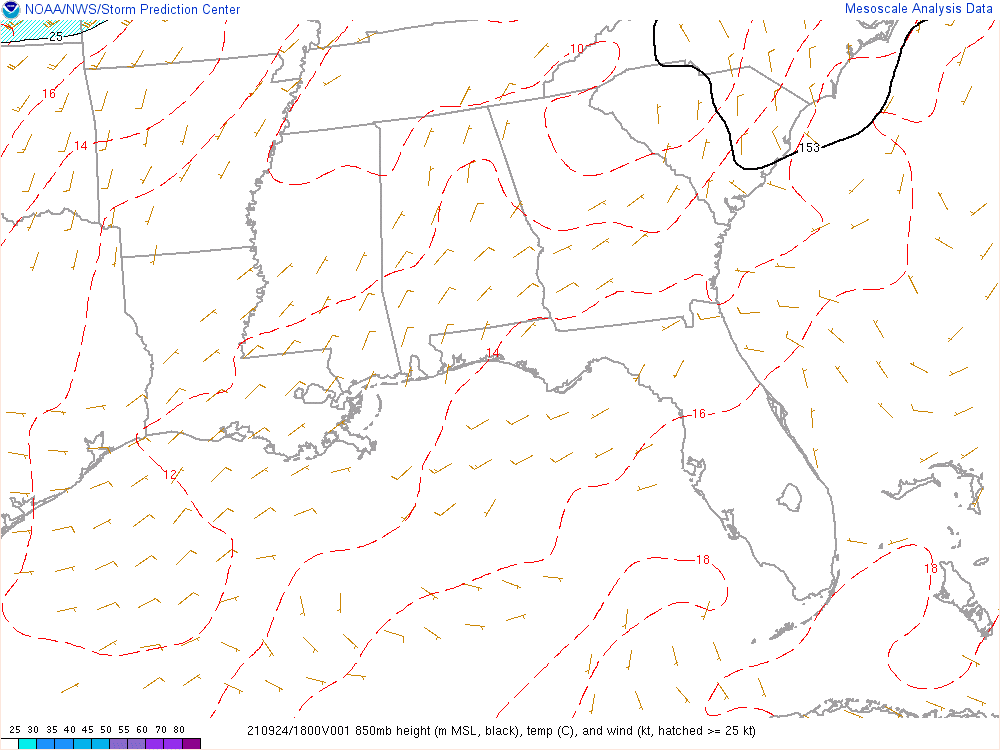 NOAA/NWS/Storm Prediction Center
Mesoscale Analysis Data
25
10
16
14
153
14
16
12
18
18
25 30 35 40 45 50 55 60 70 80
210924/1800V001 850mb height (m MSL, black), temp (C), and wind (kt, hatched >= 25 kt)